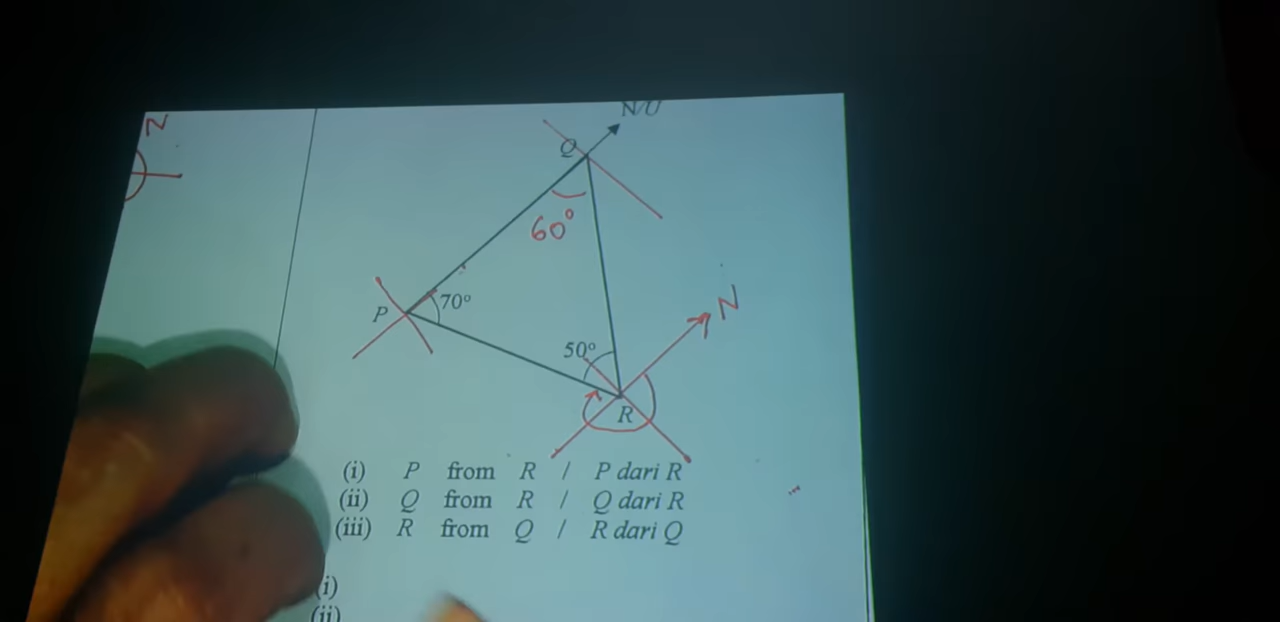 N/U
N
Q
60°
N
P
70°
50°
R
(i) P from R / P dari R
(ii) Q from R / Q dari R
(iii) R from Q / R dari Q
(i)
(ii)